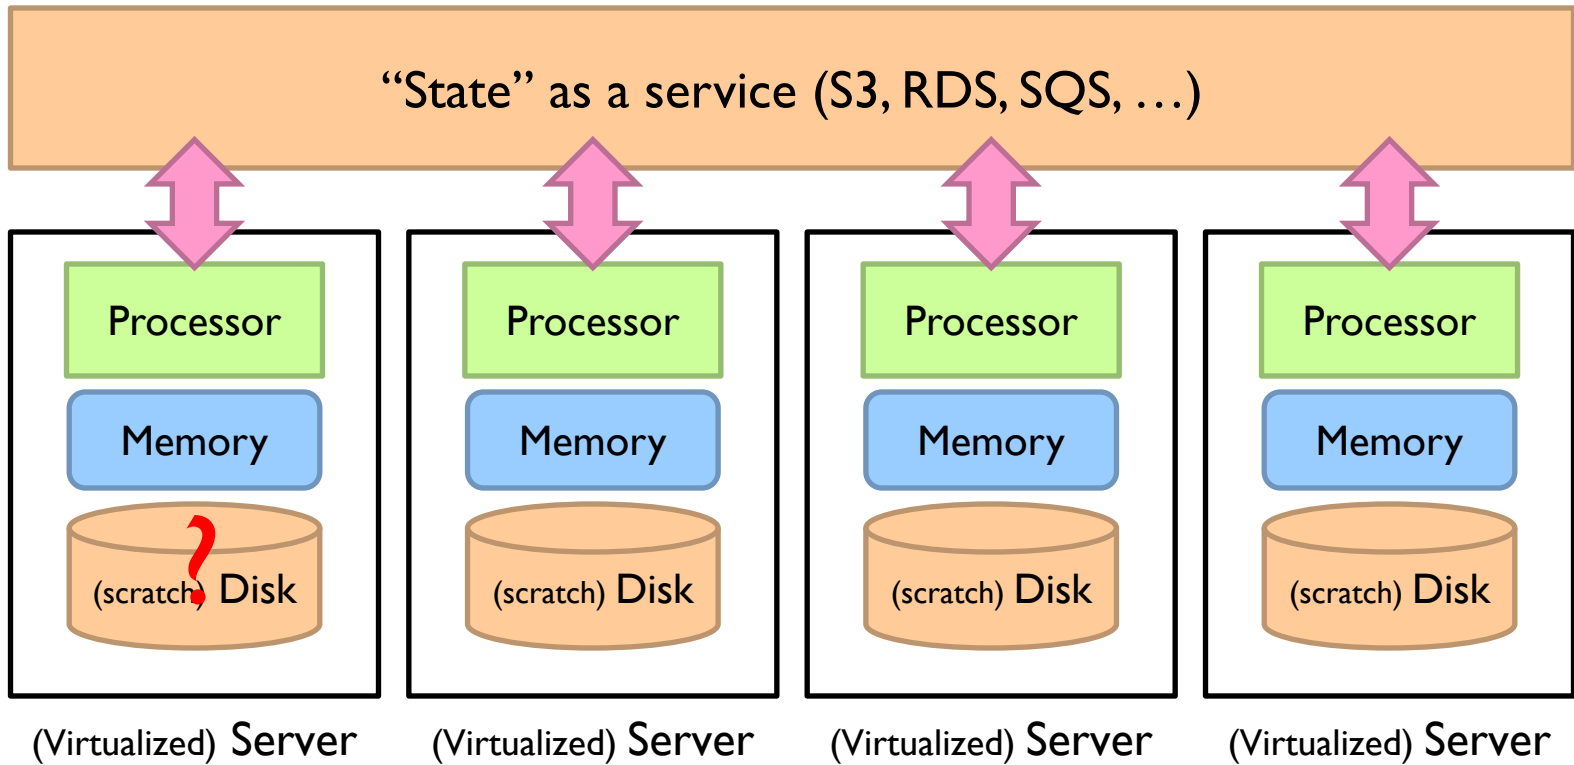 “State” as a service (S3, RDS, SQS, …)
Processor Processor Processor Processor
Memory Memory Memory Memory
?
(scratch) Disk (scratch) Disk (scratch) Disk (scratch) Disk
(Virtualized) Server (Virtualized) Server (Virtualized) Server (Virtualized) Server